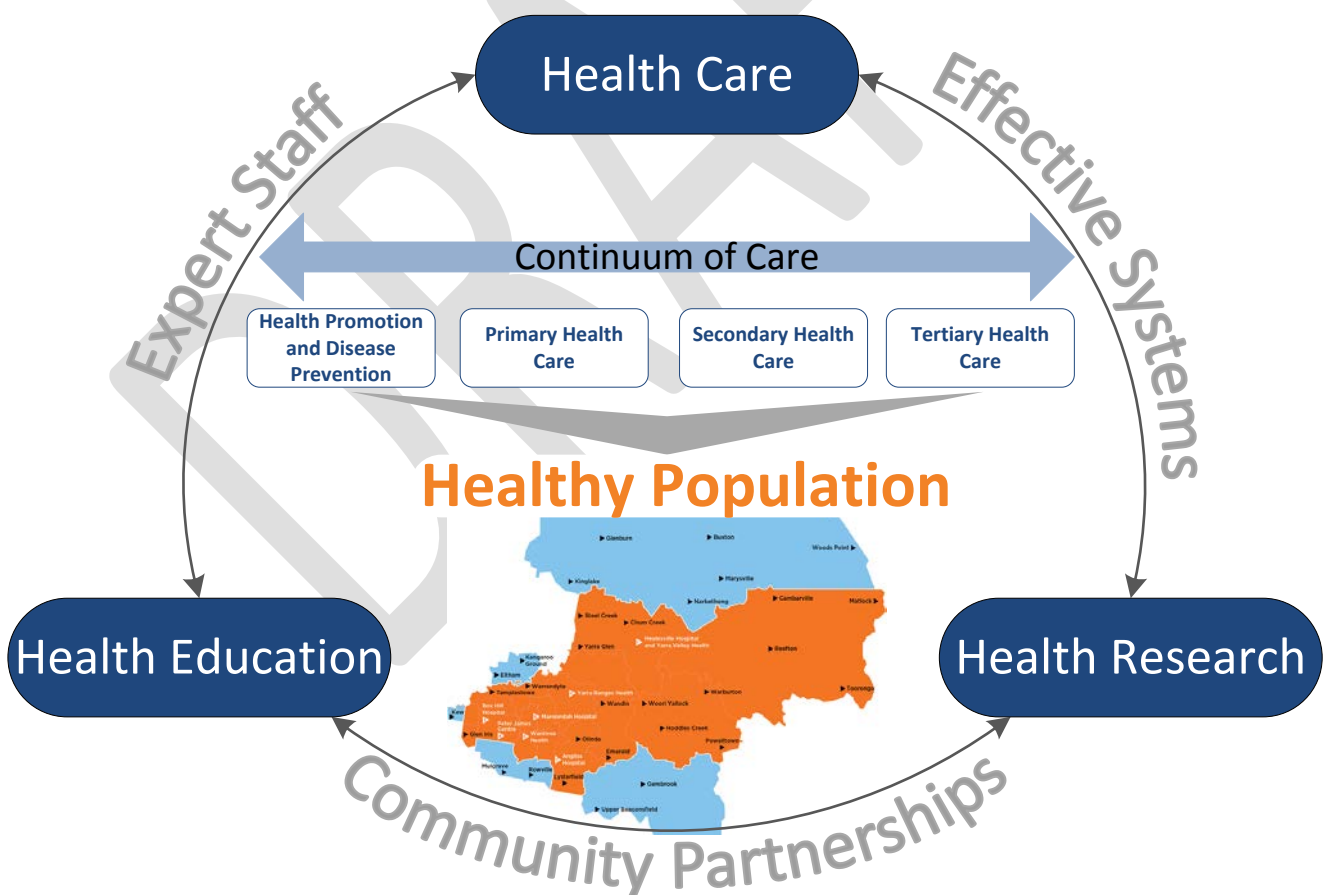 Health Care
Expert Staff
Effective Systems
Continuum of Care
Health Promotion
and Disease
Prevention
Primary Health
Care
Secondary Health
Care
Tertiary Health
Care
Healthy Population
Glenburn
Buxton
Woods Point
Kinglake
Marysville
Narbethong
Cambarville
Matlock
Steel Creek
Chum Creek
Healesville Hospital
and Yarra Valley Health
Yarra Glen
Reefton
Kangaroo
Ground
Eltham
Warrandyte
Templestowe
Yarra Ranges Health
Warburton
Toorongo
Box Hill
Hospital
Wandin
Woori Yallock
Kew
Maroondah Hospital
Peter James
Centre
Wantirna
Health
Hoddles Creek
Glen Iris
Olinda
Powelltown
Angliss
Hospital
Emerald
Mulgrave
Rowville
Lysterfield
Gembrook
Upper Beaconsfield
Health Education
Health Research
Community Partnerships